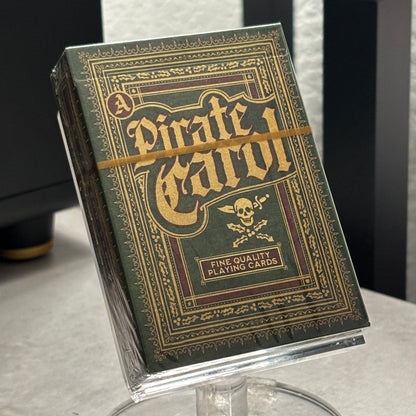 A
Pirate
Carol
FINE QUALITY
PLAYING CARDS